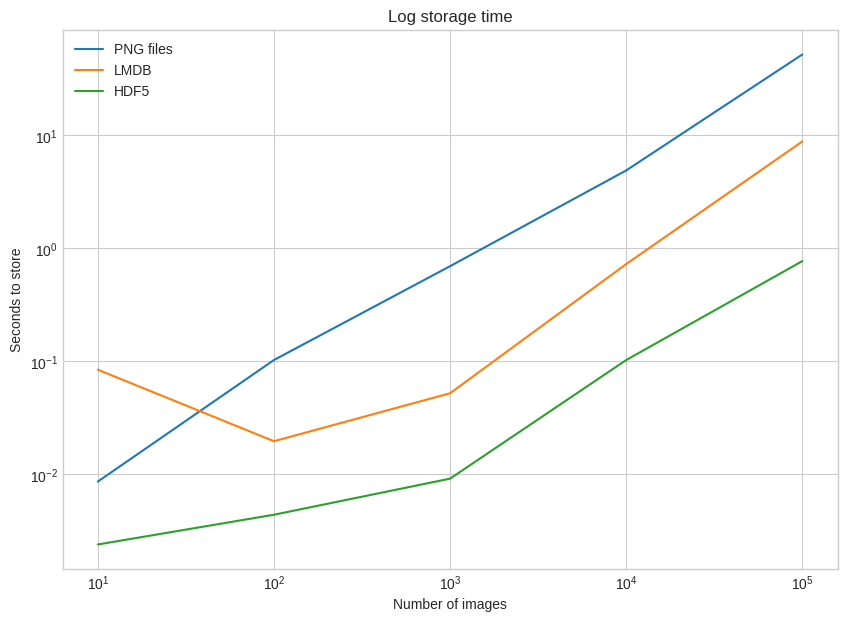 Log storage time
PNG files
LMDB
HDF5
Seconds to store
10¹
10⁰
10⁻¹
10⁻²
10¹ 10² 10³ 10⁴ 10⁵
Number of images